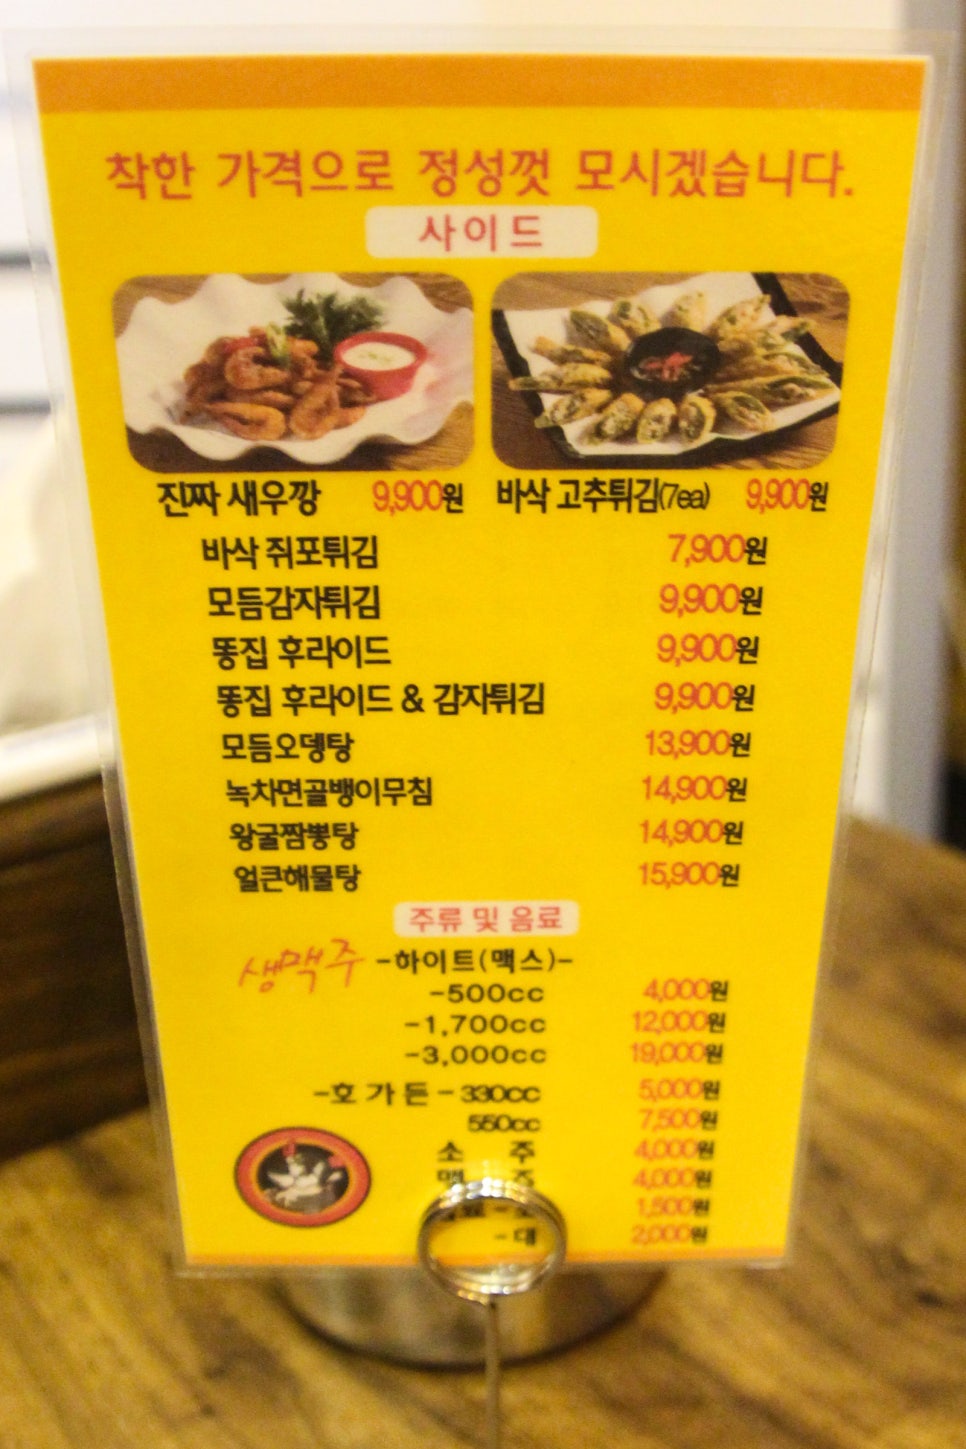 착한 가격으로 정성껏 모시겠습니다.
사이드
진짜 새우깡 9,900원 바삭 고추튀김(7ea) 9,900원
바삭 쥐포튀김 7,900원
모듬감자튀김 9,900원
똥집 후라이드 9,900원
똥집 후라이드 & 감자튀김 9,900원
모듬오뎅탕 13,900원
녹차면골뱅이무침 14,900원
왕굴짬뽕탕 14,900원
얼큰해물탕 15,900원
주류 및 음료
생맥주 -하이트(맥스)-
-500cc 4,000원
-1,700cc 12,000원
-3,000cc 19,000원
-호가든-330cc 5,000원
550cc 7,500원
소 주 4,000원
맥 주 4,000원
1,500원
-대 2,000원